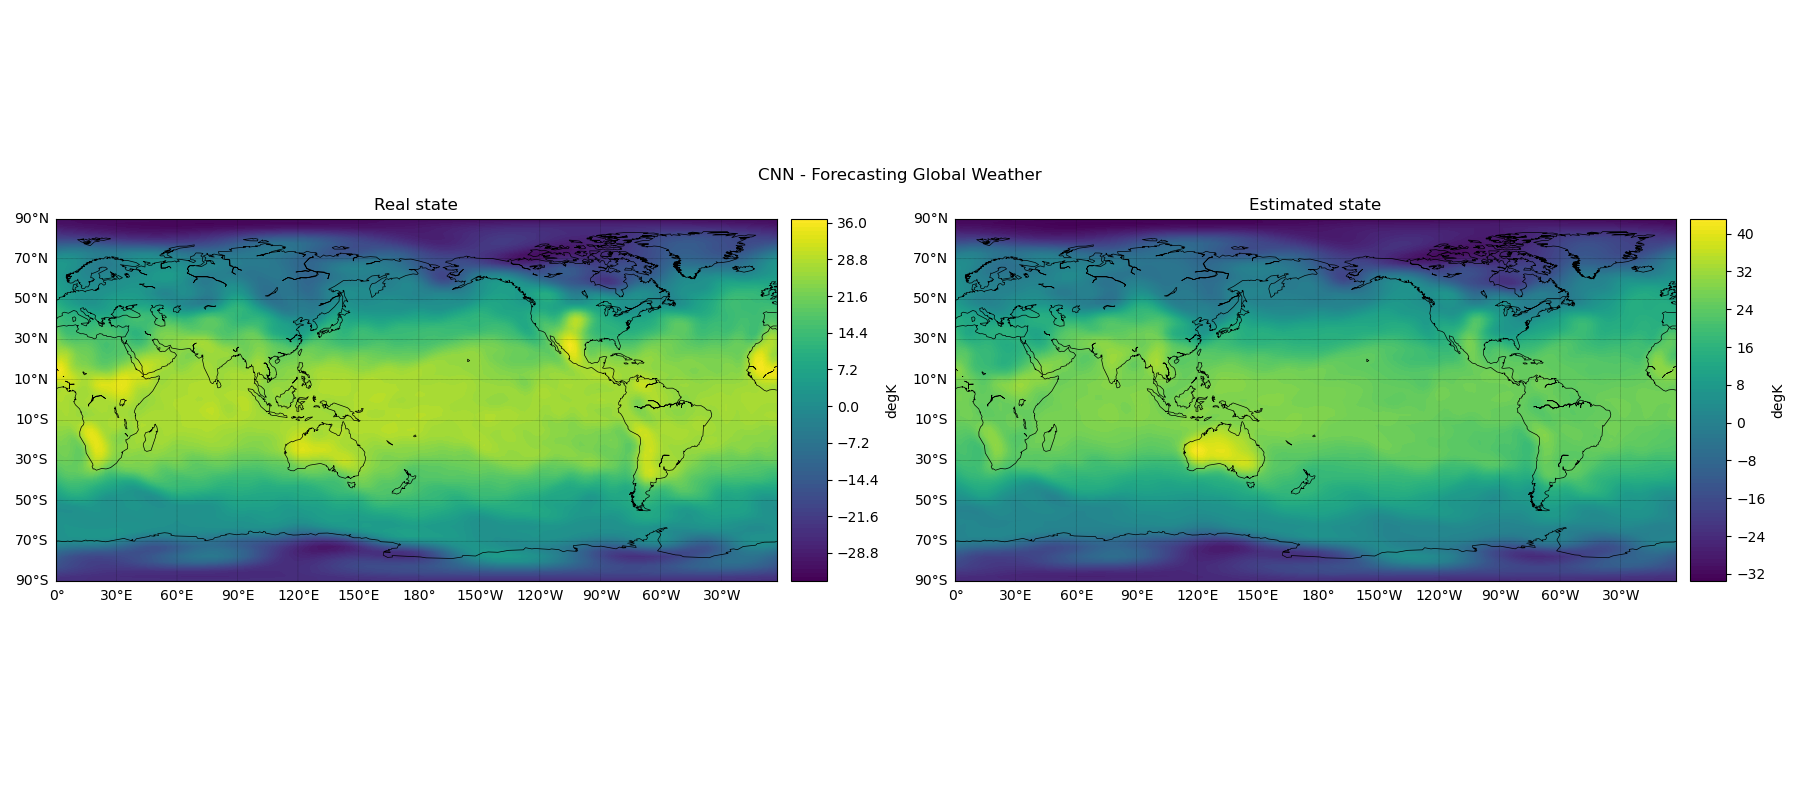 CNN - Forecasting Global Weather
Real state
90°N
70°N
50°N
30°N
10°N
10°S
30°S
50°S
70°S
90°S
0°
30°E
60°E
90°E
120°E
150°E
180°
150°W
120°W
90°W
60°W
30°W
36.0
28.8
21.6
14.4
7.2
0.0
−7.2
−14.4
−21.6
−28.8
degK
Estimated state
90°N
70°N
50°N
30°N
10°N
10°S
30°S
50°S
70°S
90°S
0°
30°E
60°E
90°E
120°E
150°E
180°
150°W
120°W
90°W
60°W
30°W
40
32
24
16
8
0
−8
−16
−24
−32
degK